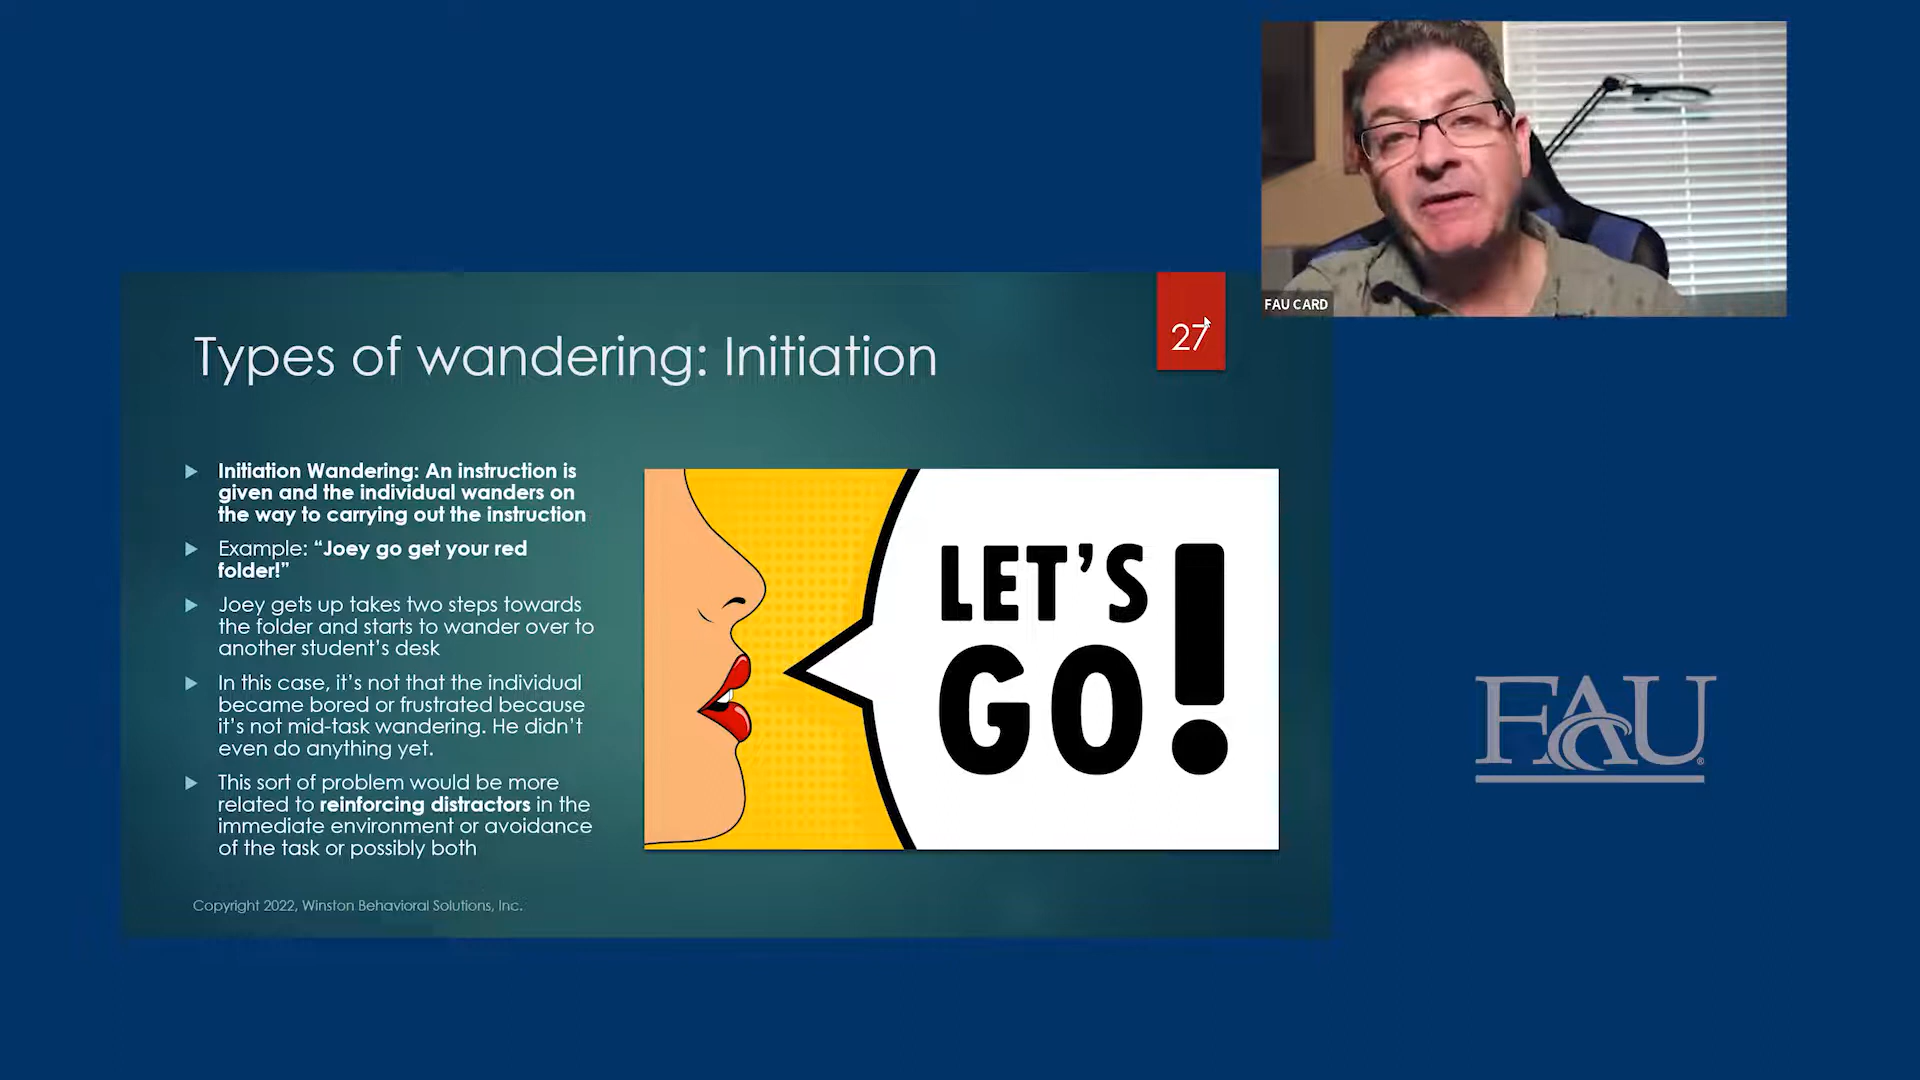 FAU CARD
27
Types of wandering: Initiation
Initiation Wandering: An instruction is
given and the individual wanders on
the way to carrying out the instruction
Example: “Joey go get your red
folder!”
Joey gets up takes two steps towards
the folder and starts to wander over to
another student’s desk
In this case, it’s not that the individual
became bored or frustrated because
it’s not mid-task wandering. He didn’t
even do anything yet.
This sort of problem would be more
related to reinforcing distractors in the
immediate environment or avoidance
of the task or possibly both
LET’S
GO!
FAU®
Copyright 2022, Winston Behavioral Solutions, Inc.